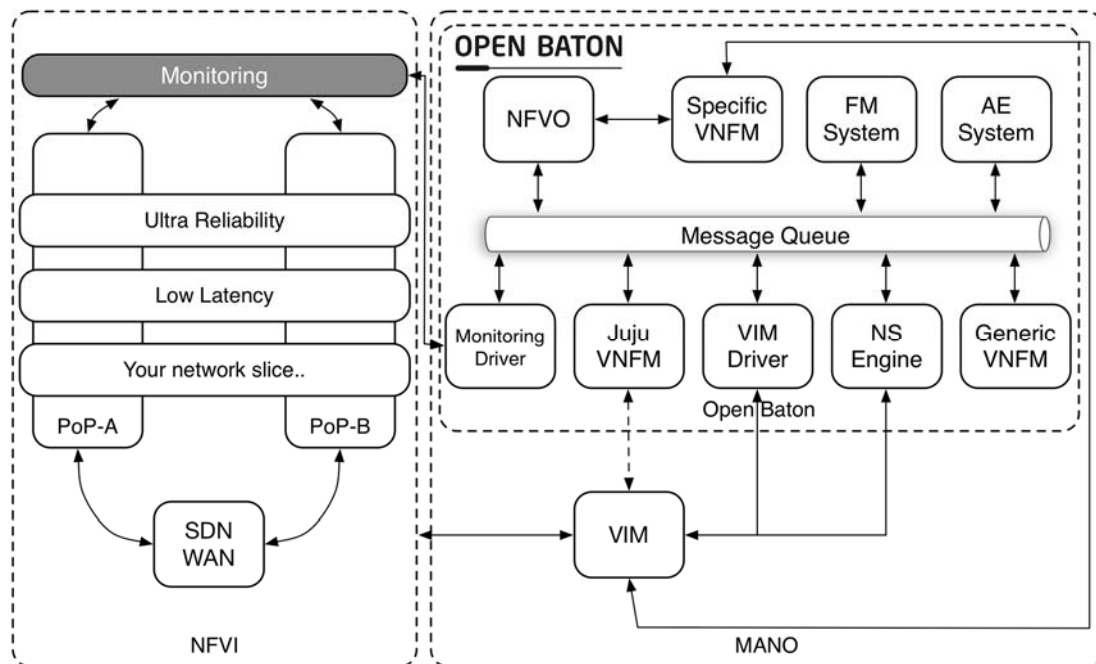 Monitoring
Ultra Reliability
Low Latency
Your network slice..
PoP-A
PoP-B
SDN
WAN
NFVI
OPEN BATON
NFVO
Specific
VNFM
FM
System
AE
System
Message Queue
Monitoring
Driver
Juju
VNFM
VIM
Driver
NS
Engine
Generic
VNFM
Open Baton
VIM
MANO